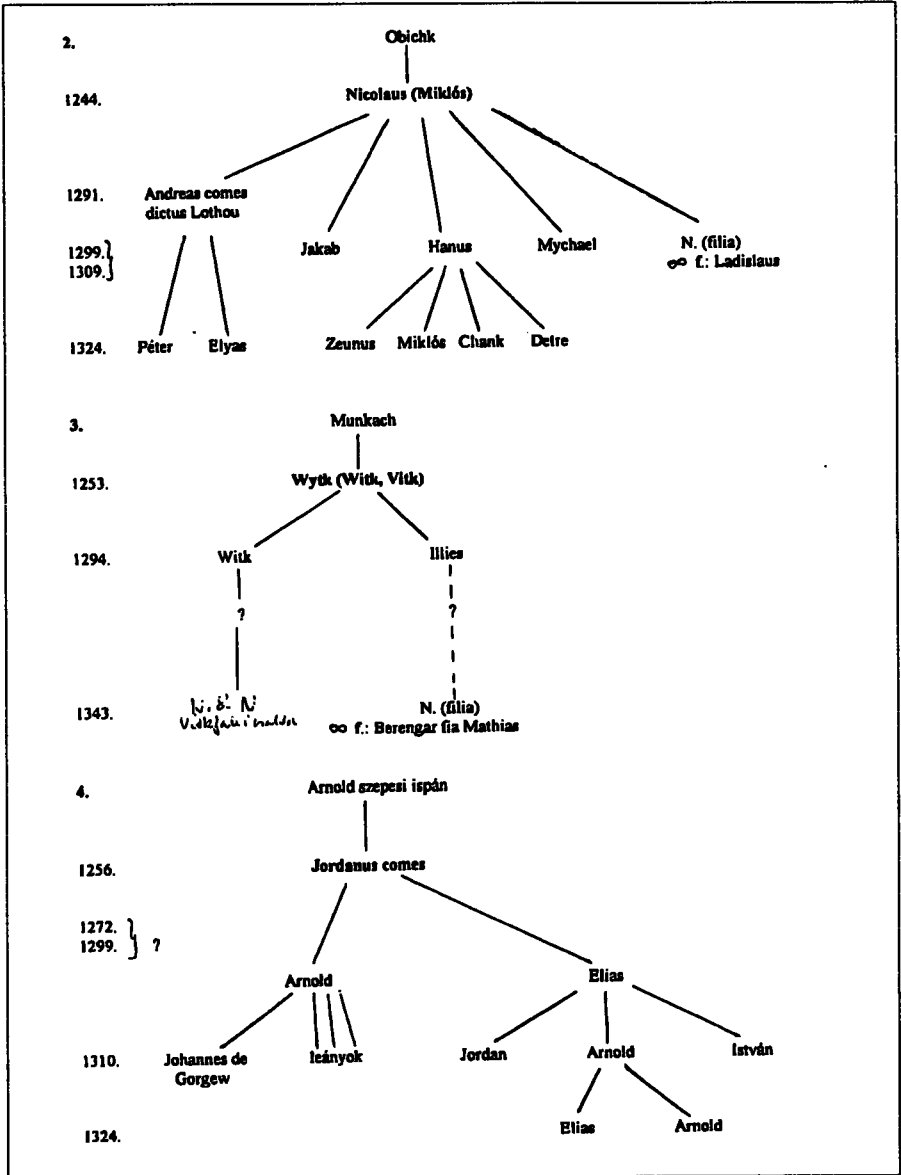 2. Obichk
1244. Nicolaus (Miklós)
1291. Andreas comes
dictus Lothou
1299.} Jakab Hanus Mychael N. (filia)
1309.} ∞ f.: Ladislaus
1324. Péter Elyas Zeunus Miklós Chank Detre
3. Munkach
1253. Wytk (Witk, Vitk)
1294. Witk Illies
? ?
1343. N. (filia)
∞ f.: Berengar fia Mathias
4. Arnold szepesi ispán
1256. Jordanus comes
1272.}
1299.} ?
Arnold Elias
1310. Johannes de leányok Jordan Arnold István
Gorgew
Elias Arnold
1324.